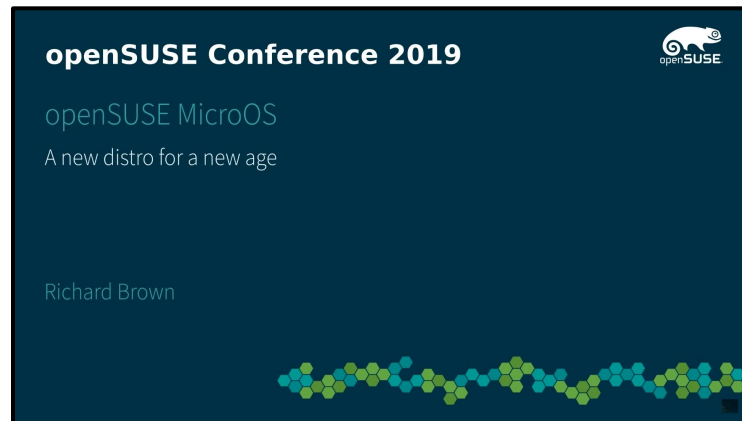 openSUSE Conference 2019
openSUSE
openSUSE MicroOS
A new distro for a new age
Richard Brown